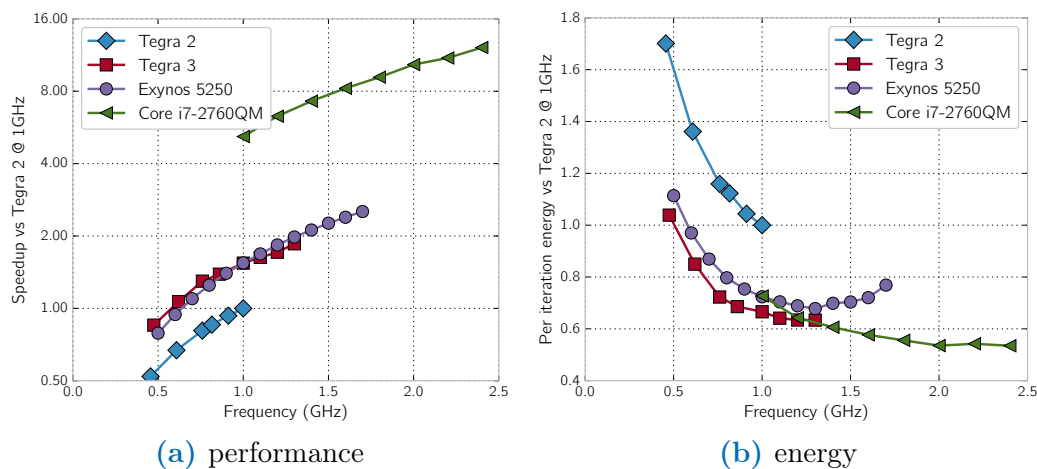 16.00
8.00
4.00
2.00
1.00
0.50
Speedup vs Tegra 2 @ 1GHz
Tegra 2
Tegra 3
Exynos 5250
Core i7-2760QM
0.0 0.5 1.0 1.5 2.0 2.5
Frequency (GHz)
(a) performance
1.8
1.6
1.4
1.2
1.0
0.8
0.6
0.4
Per iteration energy vs Tegra 2 @ 1GHz
Tegra 2
Tegra 3
Exynos 5250
Core i7-2760QM
0.0 0.5 1.0 1.5 2.0 2.5
Frequency (GHz)
(b) energy